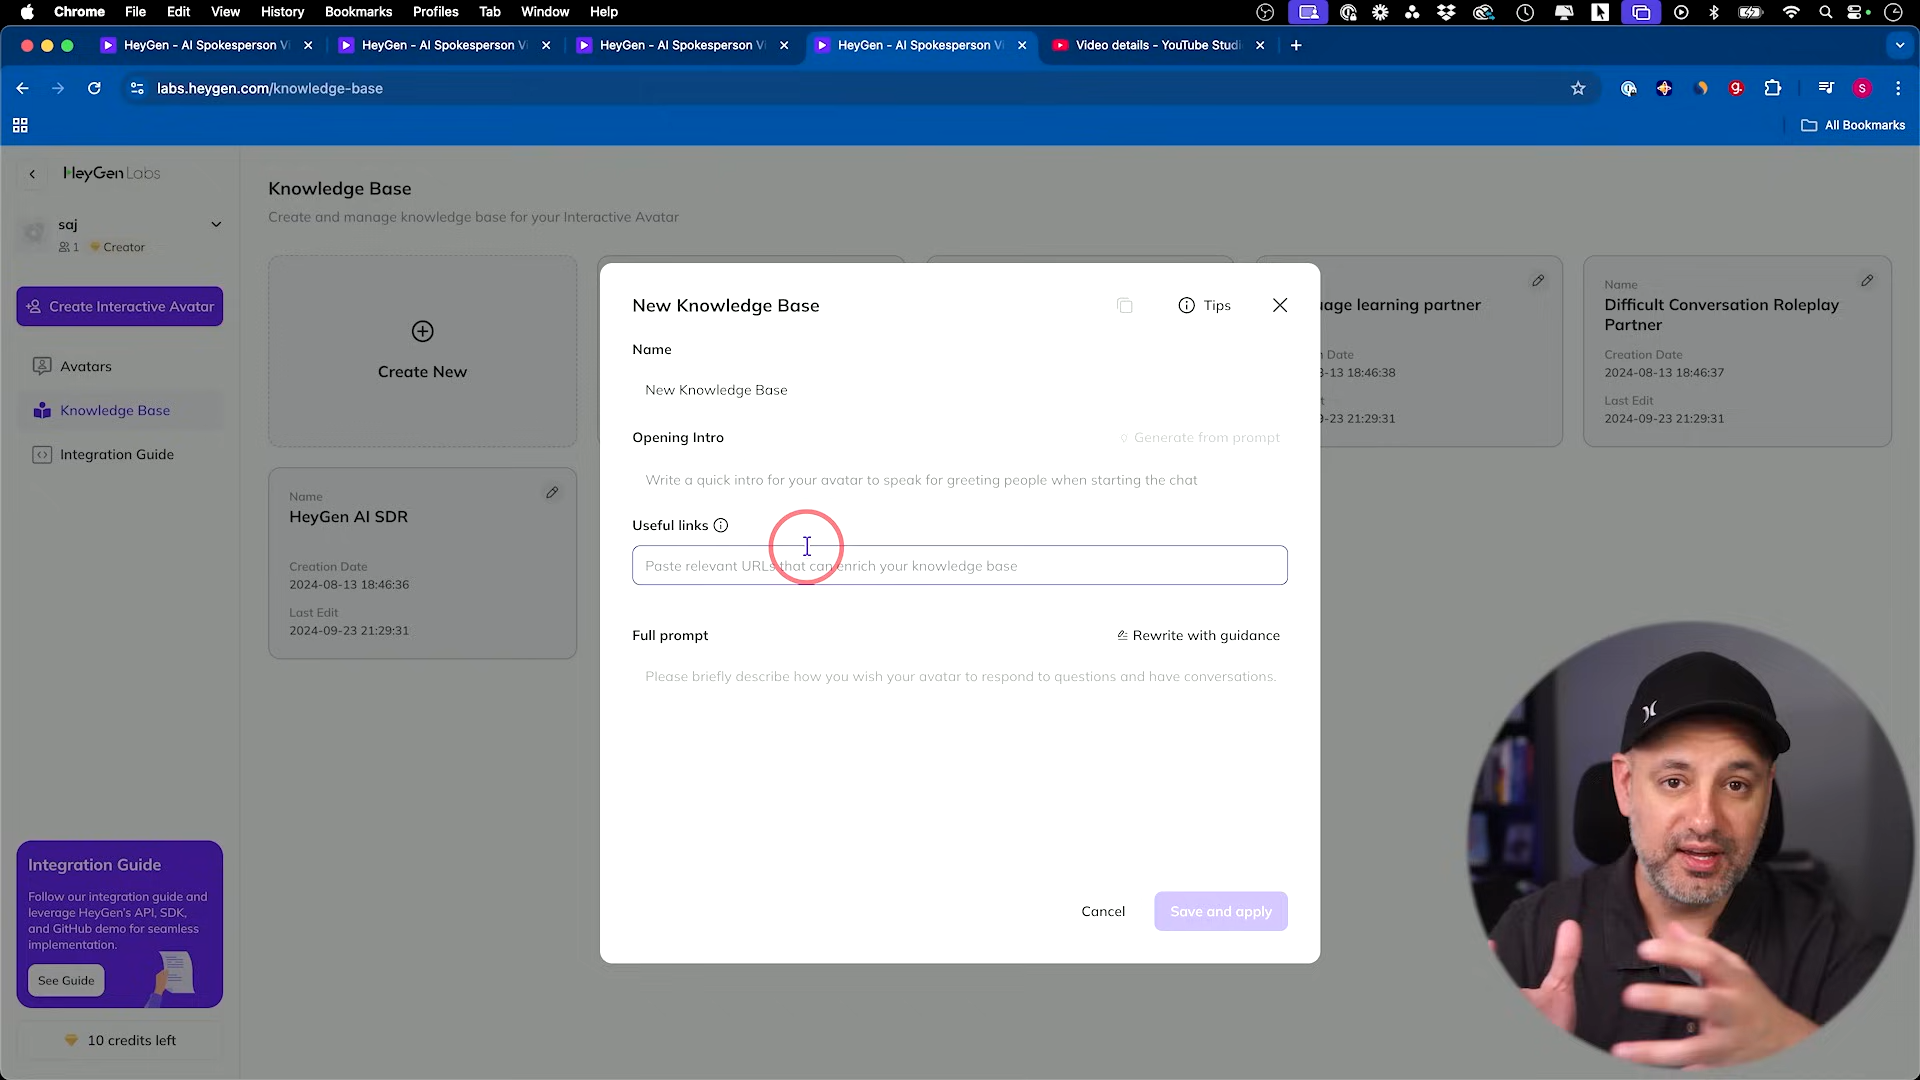 Chrome File Edit View History Bookmarks Profiles Tab Window Help
HeyGen - AI Spokesperson Vi
HeyGen - AI Spokesperson Vi
HeyGen - AI Spokesperson Vi
HeyGen - AI Spokesperson Vi
Video details - YouTube Studi
labs.heygen.com/knowledge-base
S
All Bookmarks
HeyGen Labs
saj
1 Creator
Create Interactive Avatar
Avatars
Knowledge Base
Integration Guide
Integration Guide
Follow our integration guide and
leverage HeyGen's API, SDK,
and GitHub demo for seamless
implementation.
See Guide
10 credits left
Knowledge Base
Create and manage knowledge base for your Interactive Avatar
Create New
learning partner
Date
18:46:38
21:29:31
Name
Difficult Conversation Roleplay
Partner
Creation Date
2024-08-13 18:46:37
Last Edit
2024-09-23 21:29:31
Name
HeyGen AI SDR
Creation Date
2024-08-13 18:46:36
Last Edit
2024-09-23 21:29:31
New Knowledge Base
Tips
Name
New Knowledge Base
Opening Intro
Generate from prompt
Write a quick intro for your avatar to speak for greeting people when starting the chat
Useful links
Paste relevant URLs that can enrich your knowledge base
Full prompt
Rewrite with guidance
Please briefly describe how you wish your avatar to respond to questions and have conversations.
Cancel
Save and apply